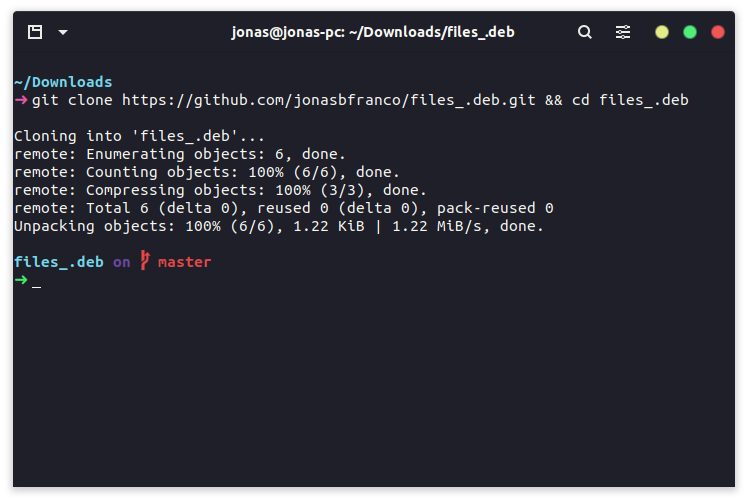 jonas@jonas-pc: ~/Downloads/files_.deb
~/Downloads
➜ git clone https://github.com/jonasbfranco/files_.deb.git && cd files_.deb
Cloning into 'files_.deb'...
remote: Enumerating objects: 6, done.
remote: Counting objects: 100% (6/6), done.
remote: Compressing objects: 100% (3/3), done.
remote: Total 6 (delta 0), reused 0 (delta 0), pack-reused 0
Unpacking objects: 100% (6/6), 1.22 KiB | 1.22 MiB/s, done.
files_.deb on master
➜ _